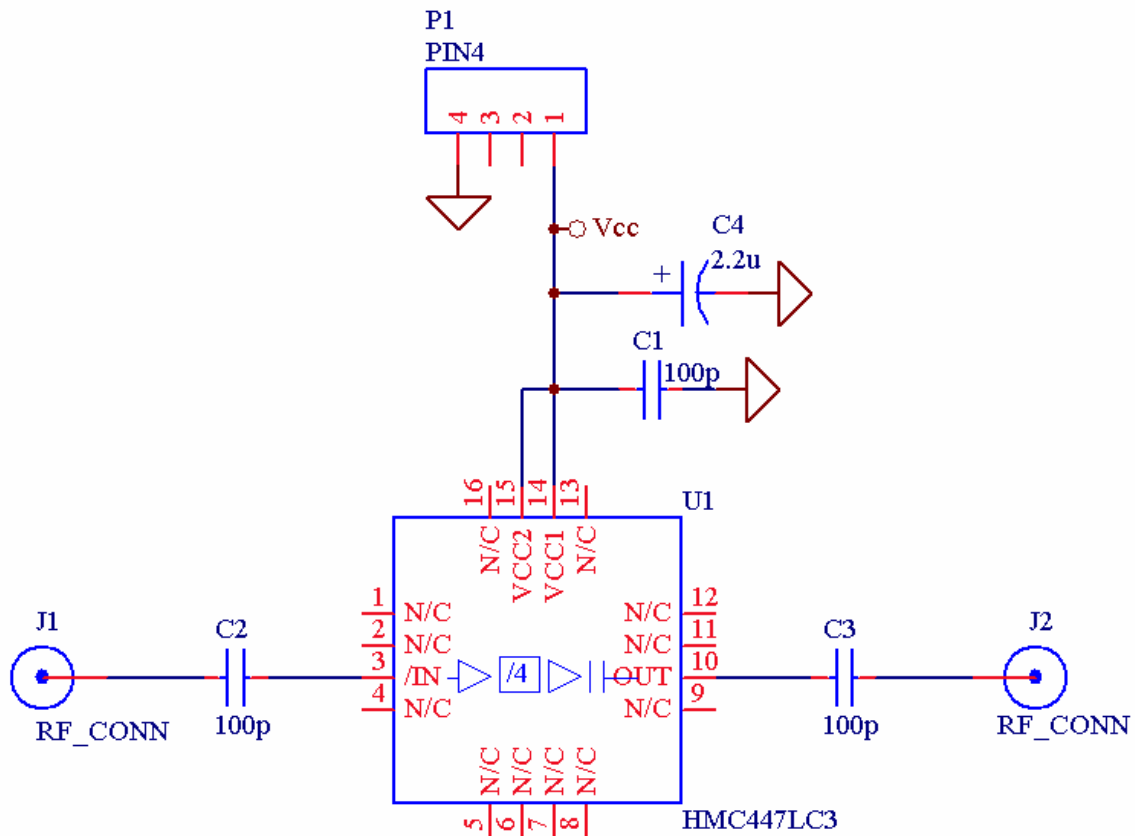 P1
PIN4
4 3 2 1
Vcc
C4
+ 2.2u
C1
100p
16 15 14 13
U1
N/C VCC2 VCC1 N/C
1 N/C N/C 12
2 N/C N/C 11
J1
C2
3 /IN /4 OUT 10
C3
J2
4 N/C N/C 9
RF_CONN
100p
100p
RF_CONN
N/C N/C N/C N/C
5 6 7 8
HMC447LC3